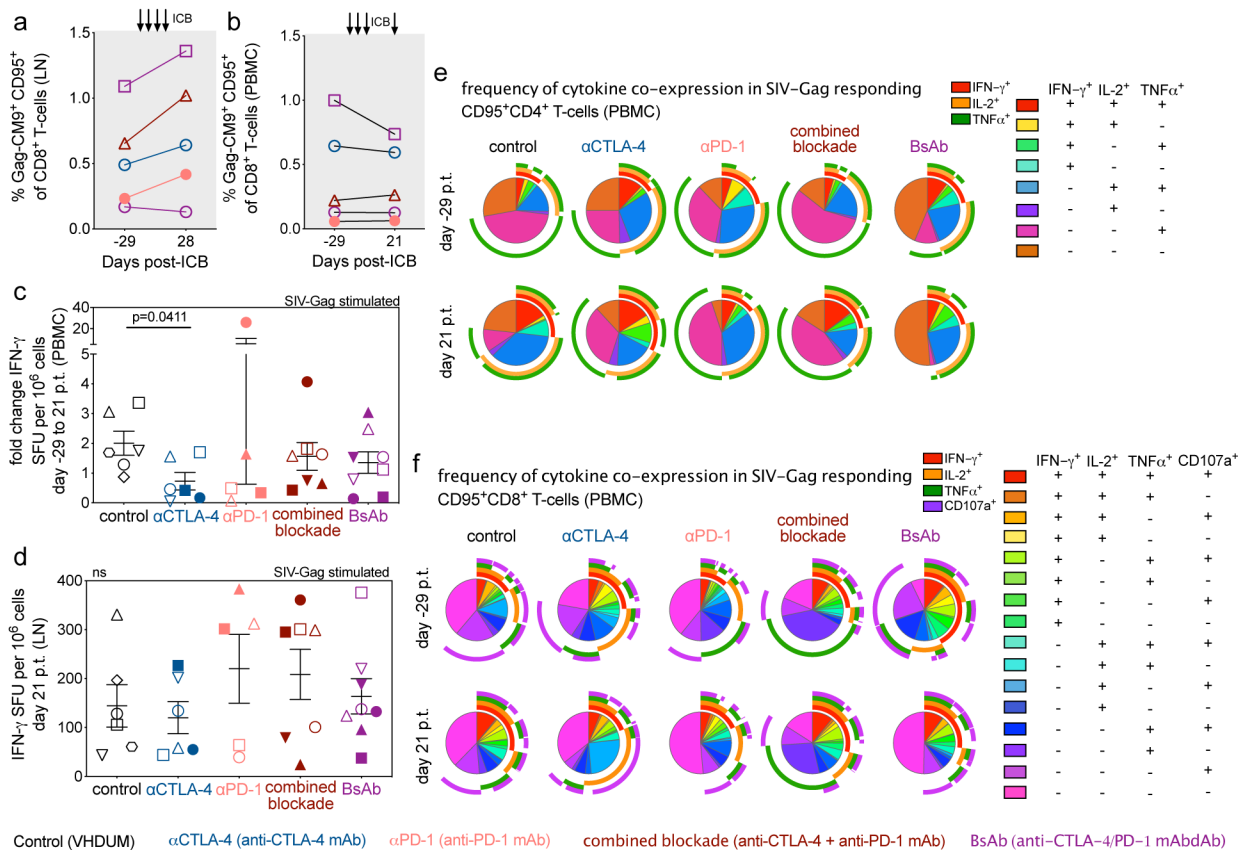 a
ICB
% Gag-CM9⁺ CD95⁺
of CD8⁺ T-cells (LN)
1.5
1.0
0.5
0.0
-29
28
Days post-ICB
b
ICB
% Gag-CM9⁺ CD95⁺
of CD8⁺ T-cells (PBMC)
1.5
1.0
0.5
0.0
-29
21
Days post-ICB
c
SIV-Gag stimulated
p=0.0411
fold change IFN-γ
SFU per 10⁶ cells
day -29 to 21 p.t. (PBMC)
40
20
5
4
3
2
1
0
control
αCTLA-4
αPD-1
combined
blockade
BsAb
d
ns
SIV-Gag stimulated
IFN-γ SFU per 10⁶ cells
day 21 p.t. (LN)
400
300
200
100
0
control
αCTLA-4
αPD-1
combined
blockade
BsAb
e
frequency of cytokine co-expression in SIV-Gag responding
CD95⁺CD4⁺ T-cells (PBMC)
IFN-γ⁺
IL-2⁺
TNFα⁺
control
αCTLA-4
αPD-1
combined
blockade
BsAb
day -29 p.t.
day 21 p.t.
IFN-γ⁺ IL-2⁺ TNFα⁺
+ + +
+ + -
+ - +
+ - -
- + +
- + -
- - +
- - -
f
frequency of cytokine co-expression in SIV-Gag responding
CD95⁺CD8⁺ T-cells (PBMC)
IFN-γ⁺
IL-2⁺
TNFα⁺
CD107a⁺
control
αCTLA-4
αPD-1
combined
blockade
BsAb
day -29 p.t.
day 21 p.t.
IFN-γ⁺ IL-2⁺ TNFα⁺ CD107a⁺
+ + + +
+ + + -
+ + - +
+ + - -
+ - + +
+ - + -
+ - - +
+ - - -
- + + +
- + + -
- + - +
- + - -
- - + +
- - + -
- - - +
- - - -
Control (VHDUM) αCTLA-4 (anti-CTLA-4 mAb) αPD-1 (anti-PD-1 mAb) combined blockade (anti-CTLA-4 + anti-PD-1 mAb) BsAb (anti-CTLA-4/PD-1 mAbdAb)